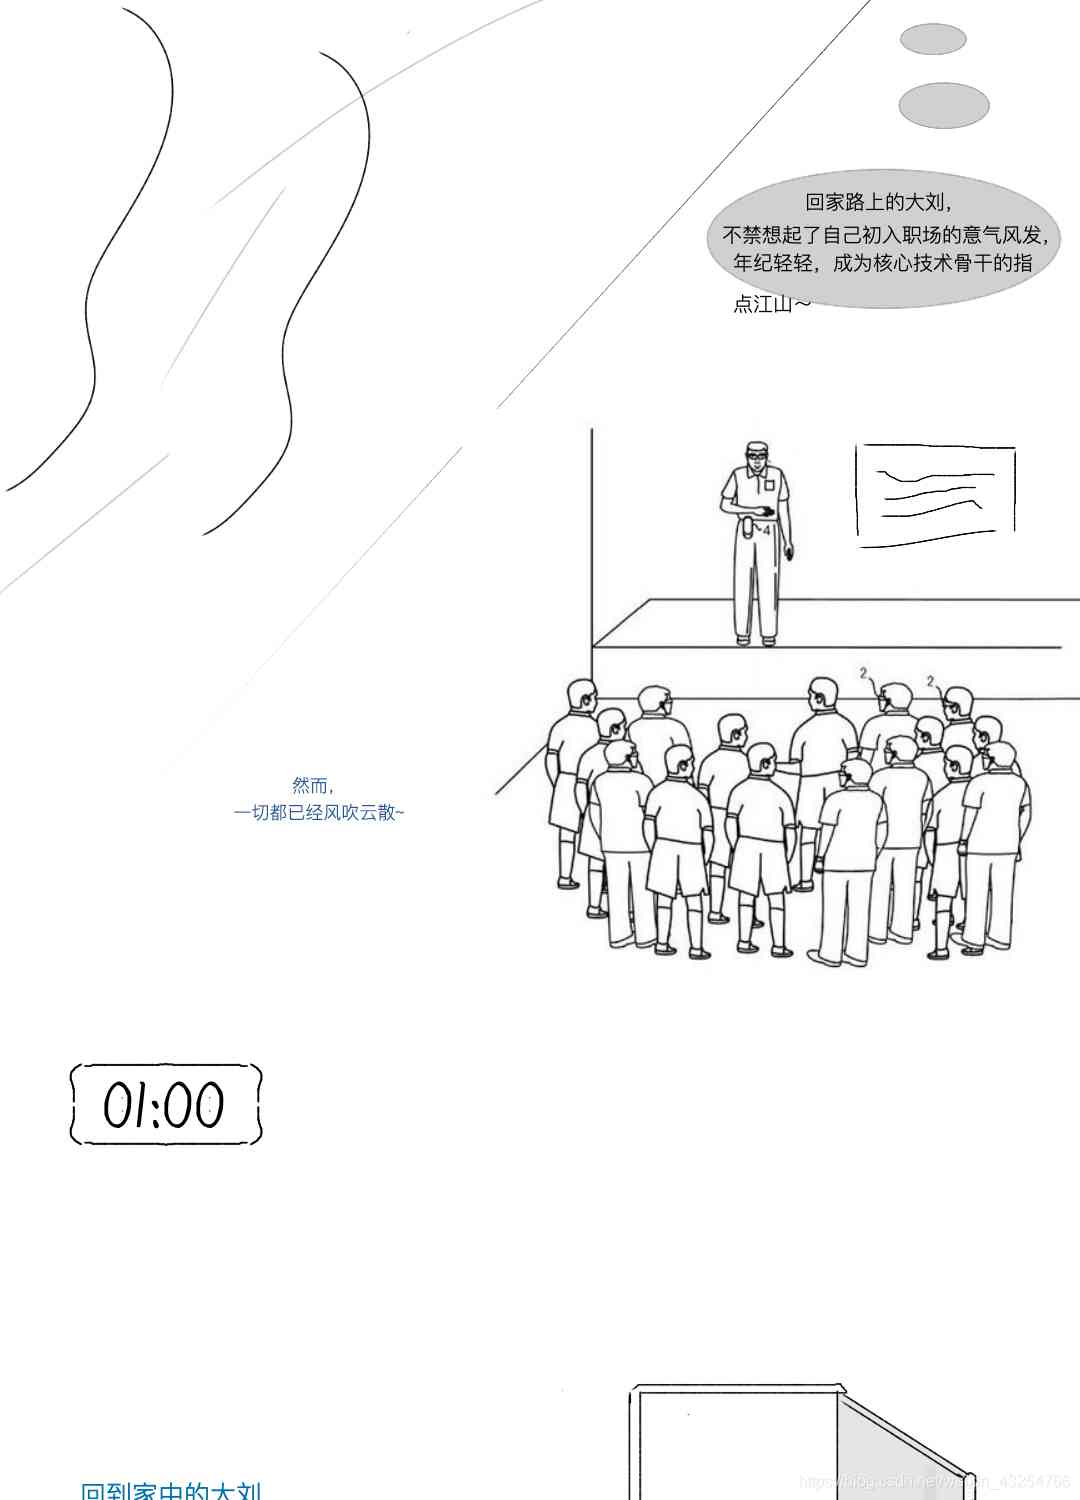 回家路上的大刘，
不禁想起了自己初入职场的意气风发，
年纪轻轻，成为核心技术骨干的指
点江山～
4
2
2
然而，
一切都已经风吹云散~
01:00
回到家中的大刘
https://blog.csdn.net/weixin_43254766